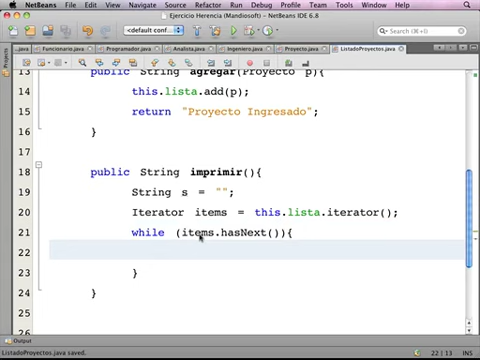 NetBeans File Edit View Navigate Source Refactor Run Debug Profile Team Tools Window Help
Ejercicio Herencia (Mandiosoft) - NetBeans IDE 6.8
<default conf...
...java Funcionario.java Programador.java Analista.java Ingeniero.java Proyecto.java ListadoProyectos.java
Projects
13 public String agregar(Proyecto p){
14 this.lista.add(p);
15 return "Proyecto Ingresado";
16 }
17
18 public String imprimir(){
19 String s = "";
20 Iterator items = this.lista.iterator();
21 while (items.hasNext()){
22
23 }
24 }
25
26
Output
ListadoProyectos.java saved. 22 | 13 INS